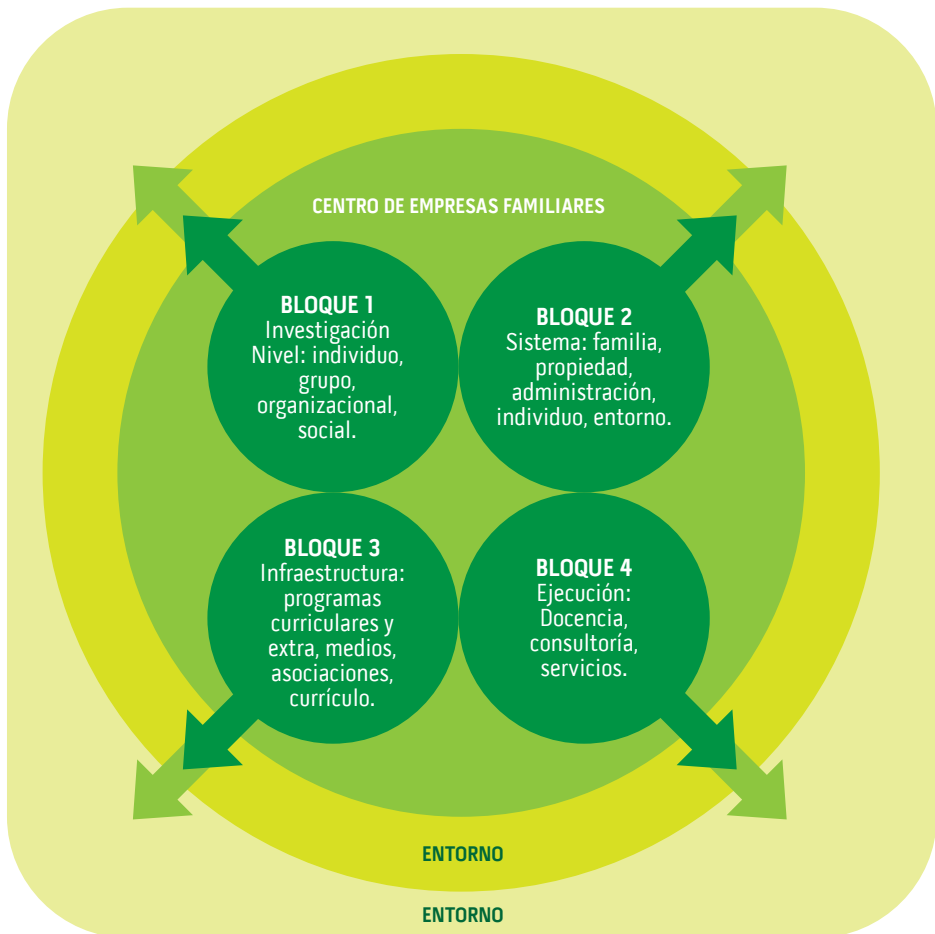 CENTRO DE EMPRESAS FAMILIARES
BLOQUE 1
Investigación
Nivel: individuo,
grupo,
organizacional,
social.
BLOQUE 2
Sistema: familia,
propiedad,
administración,
individuo, entorno.
BLOQUE 3
Infraestructura:
programas
curriculares y
extra, medios,
asociaciones,
currículo.
BLOQUE 4
Ejecución:
Docencia,
consultoría,
servicios.
ENTORNO
ENTORNO